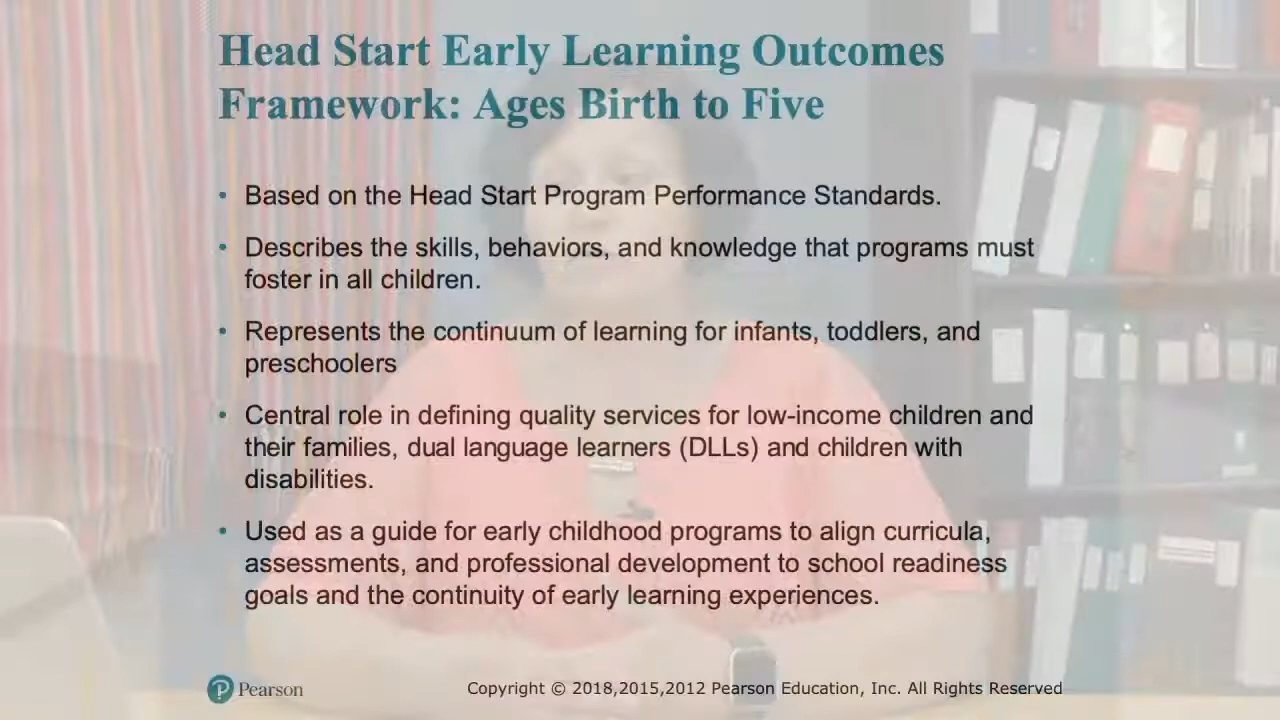 Head Start Early Learning Outcomes
Framework: Ages Birth to Five
• Based on the Head Start Program Performance Standards.
• Describes the skills, behaviors, and knowledge that programs must
foster in all children.
• Represents the continuum of learning for infants, toddlers, and
preschoolers
• Central role in defining quality services for low-income children and
their families, dual language learners (DLLs) and children with
disabilities.
• Used as a guide for early childhood programs to align curricula,
assessments, and professional development to school readiness
goals and the continuity of early learning experiences.
Pearson
Copyright © 2018,2015,2012 Pearson Education, Inc. All Rights Reserved